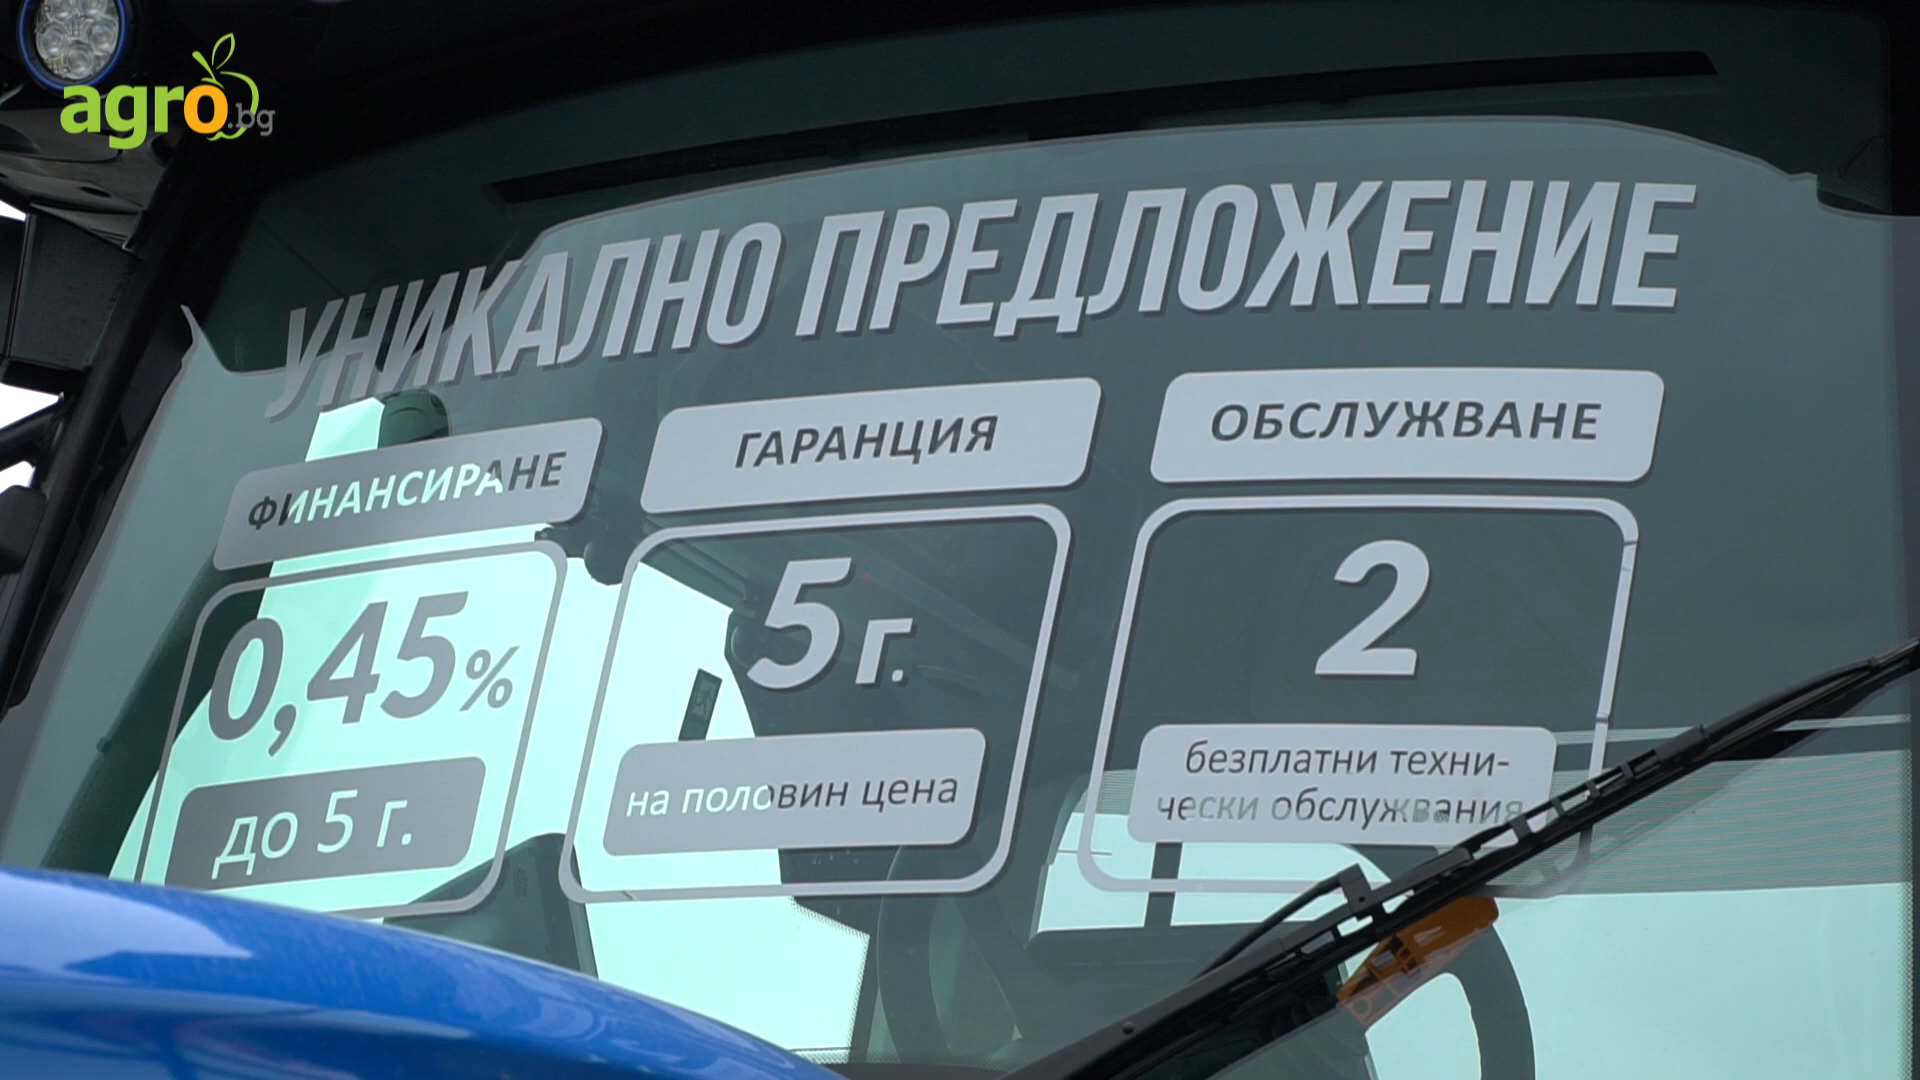 agro.bg
УНИКАЛНО ПРЕДЛОЖЕНИЕ
ФИНАНСИРАНЕ
0,45%
до 5 г.
ГАРАНЦИЯ
5 г.
на половин цена
ОБСЛУЖВАНЕ
2
безплатни техни-
чески обслужвания